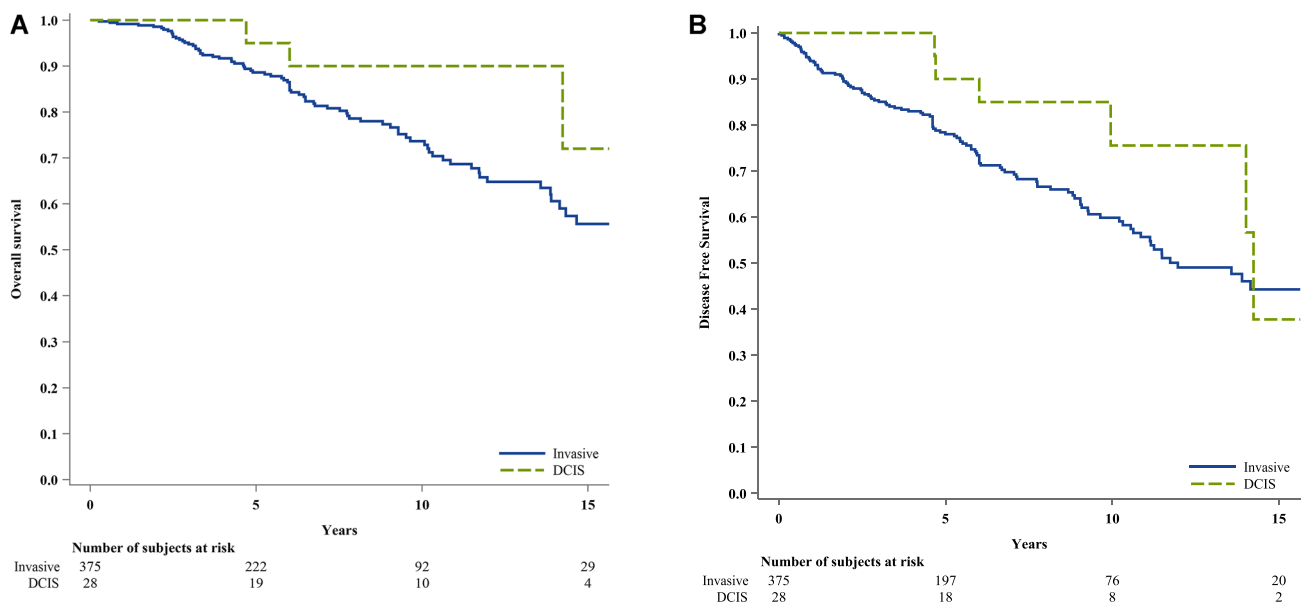 A
Overall survival
1.0
0.9
0.8
0.7
0.6
0.5
0.4
0.3
0.2
0.1
0.0
Invasive
DCIS
0 5 10 15
Years
Number of subjects at risk
Invasive 375 222 92 29
DCIS 28 19 10 4
B
Disease Free Survival
1.0
0.9
0.8
0.7
0.6
0.5
0.4
0.3
0.2
0.1
0.0
Invasive
DCIS
0 5 10 15
Years
Number of subjects at risk
Invasive 375 197 76 20
DCIS 28 18 8 2